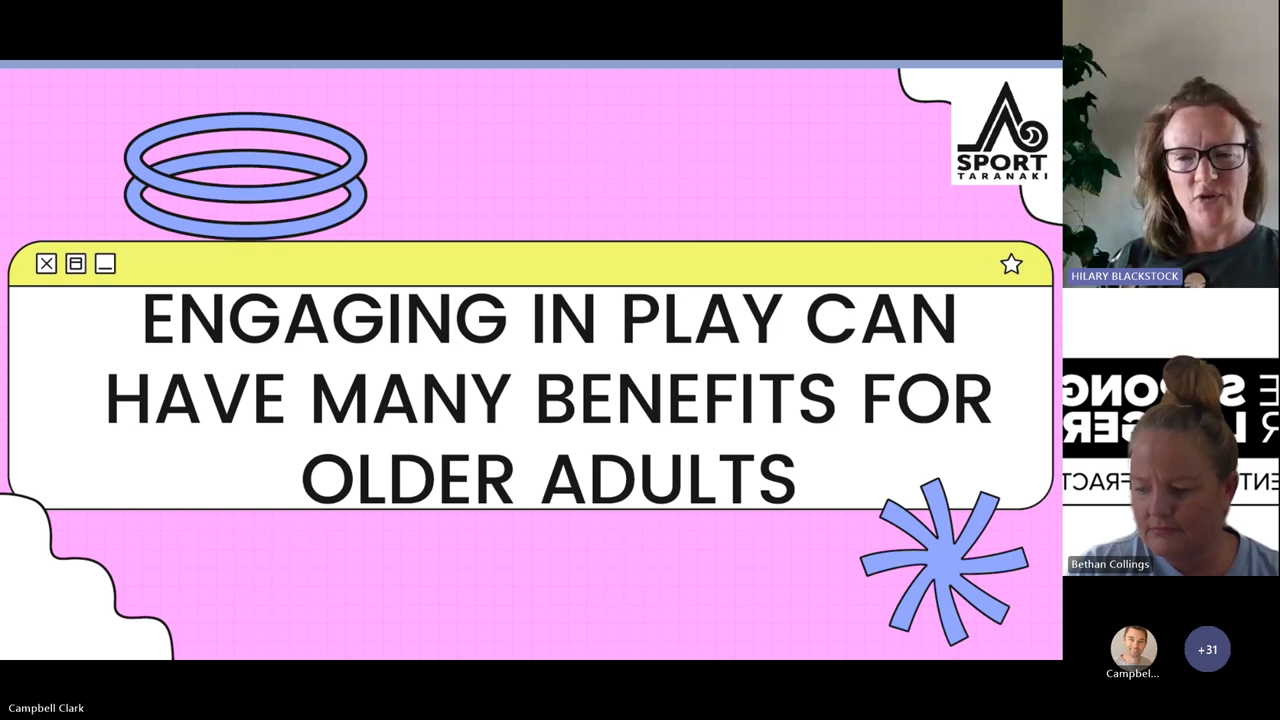 SPORT
TARANAKI
ENGAGING IN PLAY CAN
HAVE MANY BENEFITS FOR
OLDER ADULTS
HILARY BLACKSTOCK
Bethan Collings
Campbel...
+31
Campbell Clark